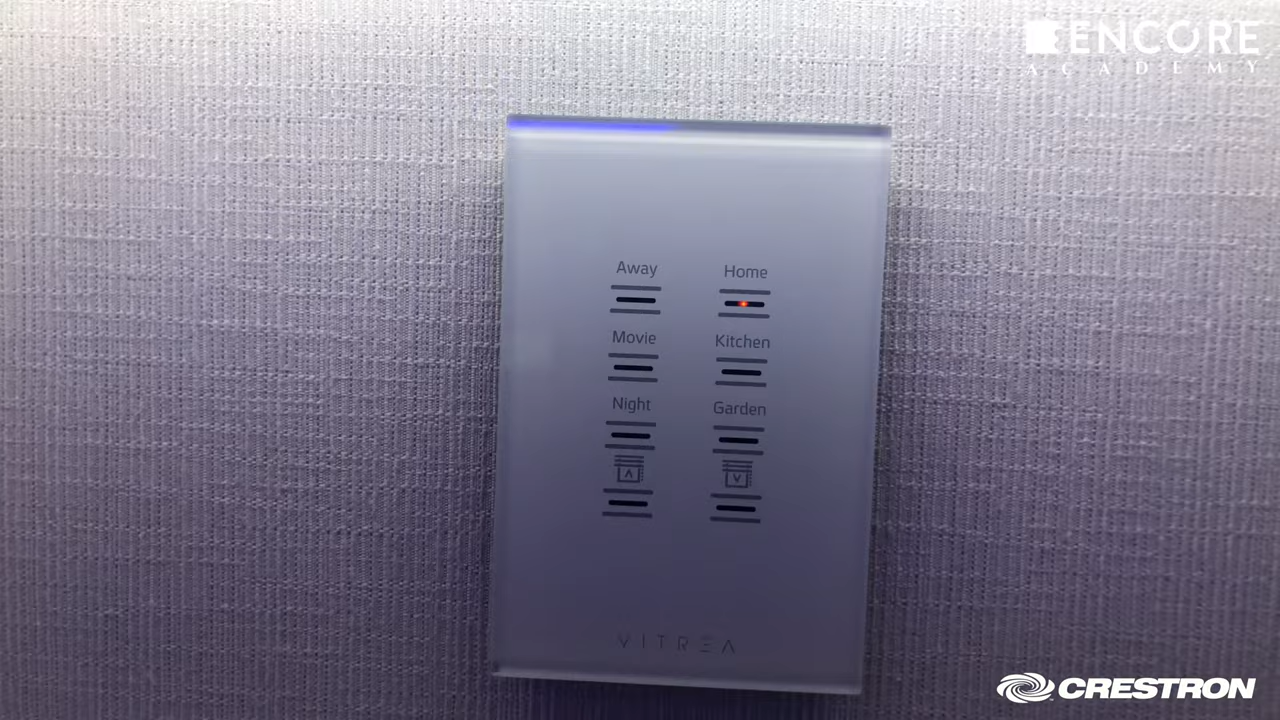 ENCORE
ACADEMY
Away
Home
Movie
Kitchen
Night
Garden
VITREA
CRESTRON